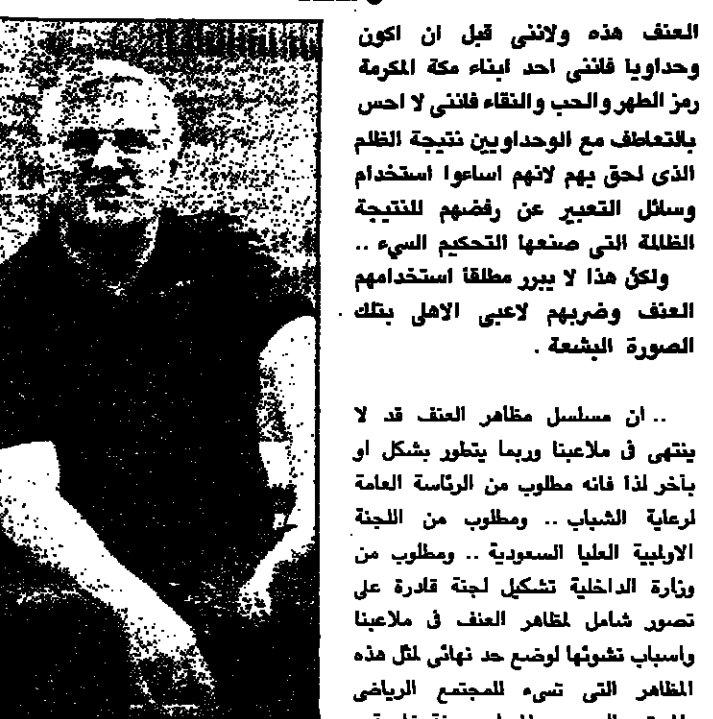 العنف هذه ولاننى قبل ان اكون
وحداويا فاننى احد ابناء مكة المكرمة
رمز الطهر والحب والنقاء فاننى لا احس
بالتعاطف مع الوحداويين نتيجة الظلم
الذى لحق بهم لانهم اساءوا استخدام
وسائل التعبير عن رفضهم للنتيجة
الظالمة التى صنعها التحكيم السيء ..
ولكن هذا لا يبرر مطلقا استخدامهم
العنف وضربهم لاعبى الاهلى بتلك
الصورة البشعة .
.. ان مسلسل مظاهر العنف قد لا
ينتهى فى ملاعبنا وربما يتطور بشكل او
بآخر لذا فانه مطلوب من الرئاسة العامة
لرعاية الشباب .. ومطلوب من اللجنة
الاولمبية العليا السعودية .. ومطلوب من
وزارة الداخلية تشكيل لجنة قادرة على
تصور شامل لمظاهر العنف فى ملاعبنا
واسباب نشوئها لوضع حد نهائى لمثل هذه
المظاهر التى تسىء للمجتمع الرياضى